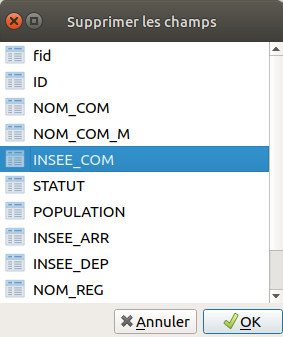 Supprimer les champs
fid
ID
NOM_COM
NOM_COM_M
INSEE_COM
STATUT
POPULATION
INSEE_ARR
INSEE_DEP
NOM_REG
Annuler OK